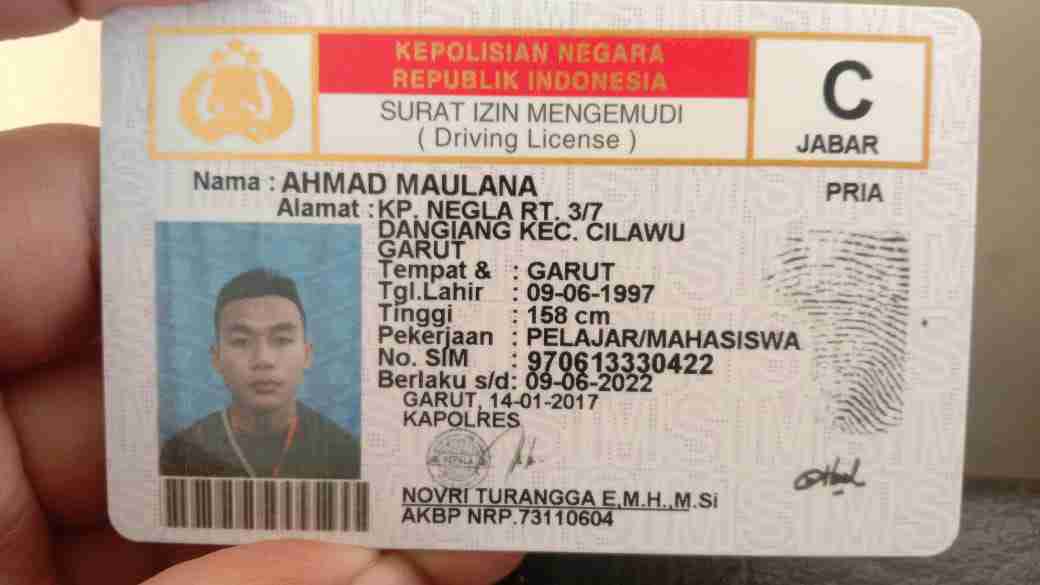 KEPOLISIAN NEGARA
REPUBLIK INDONESIA
SURAT IZIN MENGEMUDI
( Driving License )
C
JABAR
Nama : AHMAD MAULANA
PRIA
Alamat : KP. NEGLA RT. 3/7
DANGIANG KEC. CILAWU
GARUT
Tempat & : GARUT
Tgl.Lahir : 09-06-1997
Tinggi : 158 cm
Pekerjaan : PELAJAR/MAHASISWA
No. SIM : 970613330422
Berlaku s/d: 09-06-2022
GARUT, 14-01-2017
KAPOLRES
NOVRI TURANGGA E,M.H.,M.Si
AKBP NRP.73110604